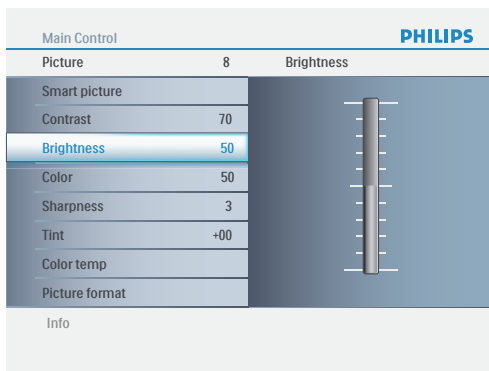 Main Control PHILIPS
Picture 8 Brightness
Smart picture
Contrast 70
Brightness 50
Color 50
Sharpness 3
Tint +00
Color temp
Picture format
Info